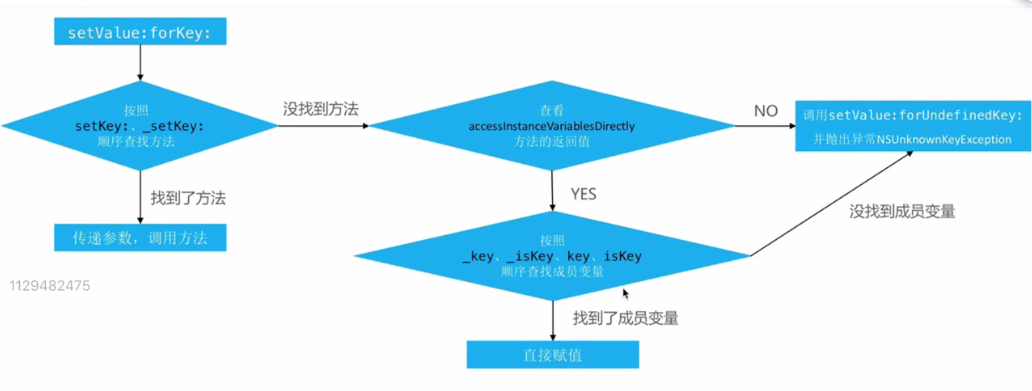 setValue:forKey:
按照
setKey:、_setKey:
顺序查找方法
没找到方法
查看
accessInstanceVariablesDirectly
方法的返回值
NO
调用setValue:forUndefinedKey:
并抛出异常NSUnknownKeyException
找到了方法
传递参数，调用方法
YES
按照
_key、_isKey、key、isKey
顺序查找成员变量
没找到成员变量
找到了成员变量
直接赋值
1129482475